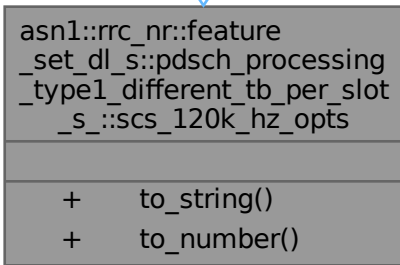 asn1::rrc_nr::feature
_set_dl_s::pdsch_processing
_type1_different_tb_per_slot
_s_::scs_120k_hz_opts
+ to_string()
+ to_number()